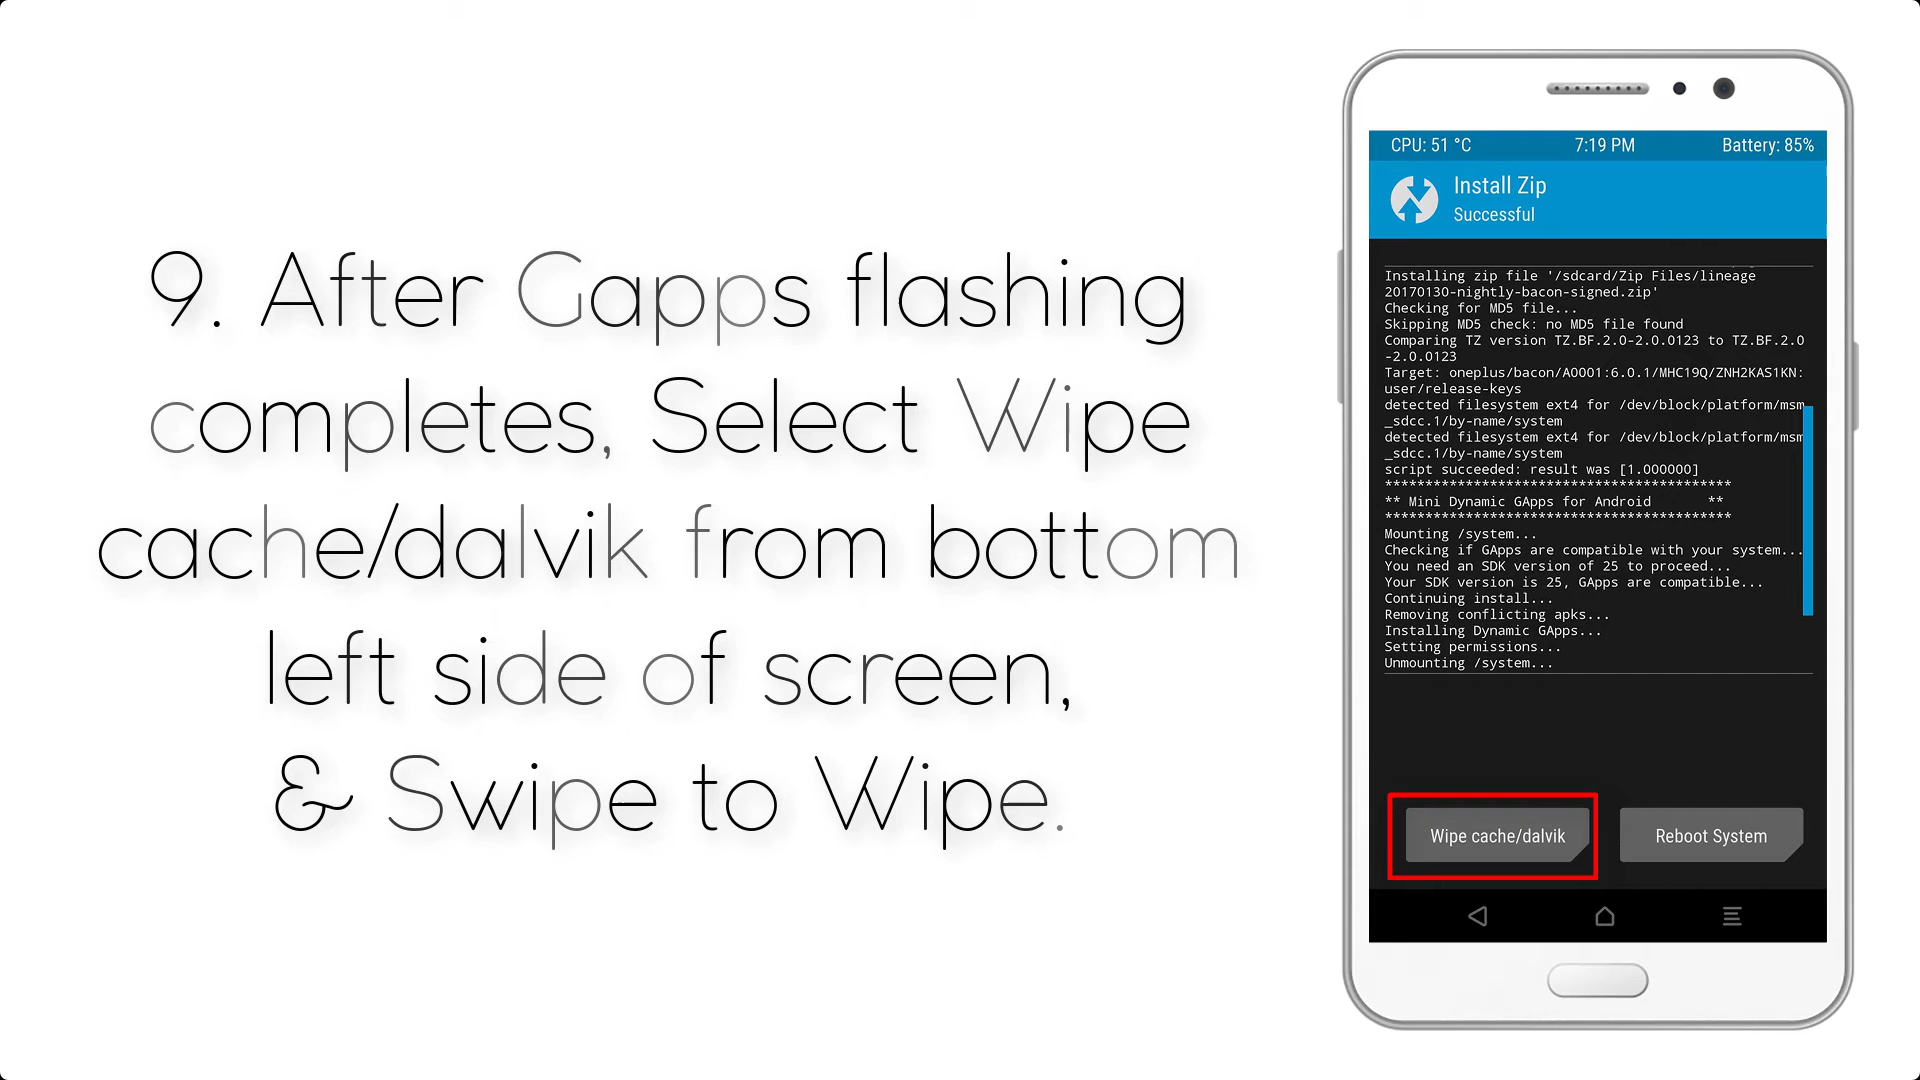 9. After Gapps flashing
completes, Select Wipe
cache/dalvik from bottom
left side of screen,
& Swipe to Wipe.
CPU: 51 °C 7:19 PM Battery: 85%
Install Zip
Successful
Installing zip file '/sdcard/Zip Files/lineage
20170130-nightly-bacon-signed.zip'
Checking for MD5 file...
Skipping MD5 check: no MD5 file found
Comparing TZ version TZ.BF.2.0-2.0.0123 to TZ.BF.2.0
-2.0.0123
Target: oneplus/bacon/A0001:6.0.1/MHC19Q/ZNH2KAS1KN:
user/release-keys
detected filesystem ext4 for /dev/block/platform/msm
_sdcc.1/by-name/system
detected filesystem ext4 for /dev/block/platform/msm
_sdcc.1/by-name/system
script succeeded: result was [1.000000]
*******************************************
** Mini Dynamic GApps for Android       **
*******************************************
Mounting /system...
Checking if GApps are compatible with your system...
You need an SDK version of 25 to proceed...
Your SDK version is 25, GApps are compatible...
Continuing install...
Removing conflicting apks...
Installing Dynamic GApps...
Setting permissions...
Unmounting /system...
Wipe cache/dalvik Reboot System